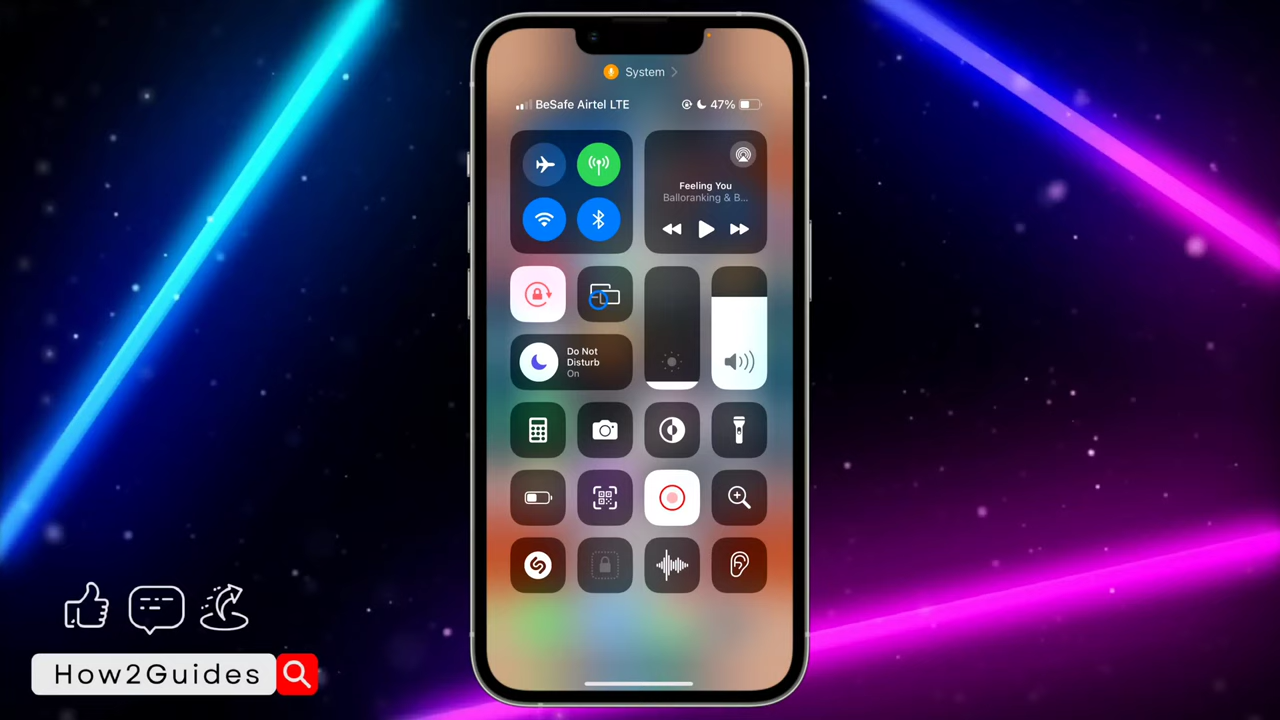 System
BeSafe Airtel LTE
47%
Feeling You
Balloranking & B...
Do Not
Disturb
On
How2Guides